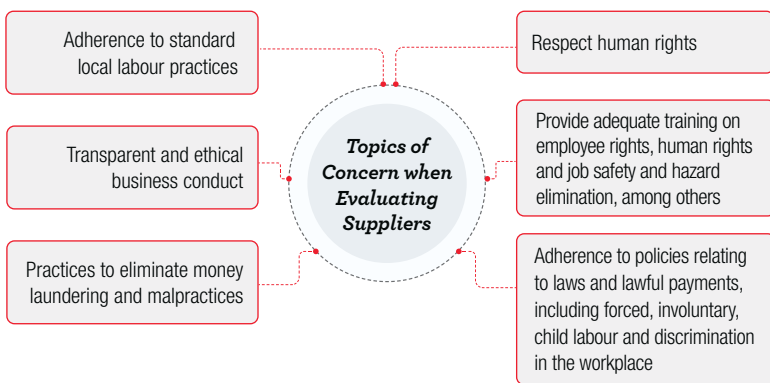 Adherence to standard
local labour practices
Transparent and ethical
business conduct
Practices to eliminate money
laundering and malpractices
Topics of
Concern when
Evaluating
Suppliers
Respect human rights
Provide adequate training on
employee rights, human rights
and job safety and hazard
elimination, among others
Adherence to policies relating
to laws and lawful payments,
including forced, involuntary,
child labour and discrimination
in the workplace